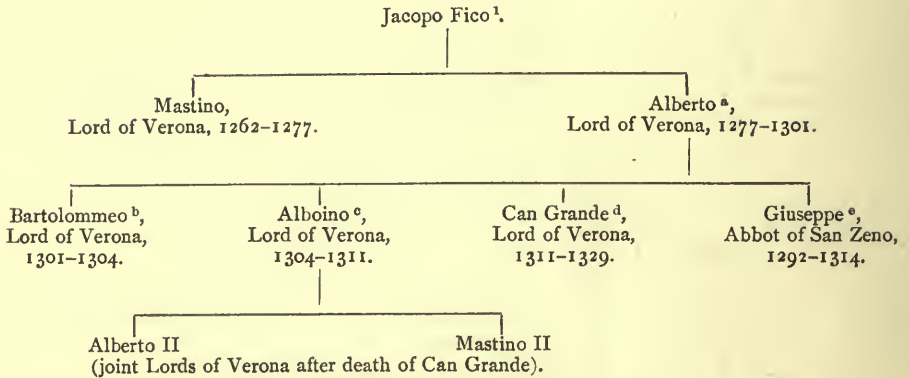 Jacopo Fico ¹.
Mastino,
Lord of Verona, 1262–1277.
Alberto ᵃ,
Lord of Verona, 1277–1301.
Bartolommeo ᵇ,
Lord of Verona,
1301–1304.
Alboino ᶜ,
Lord of Verona,
1304–1311.
Can Grande ᵈ,
Lord of Verona,
1311–1329.
Giuseppe ᵉ,
Abbot of San Zeno,
1292–1314.
Alberto II Mastino II
(joint Lords of Verona after death of Can Grande).